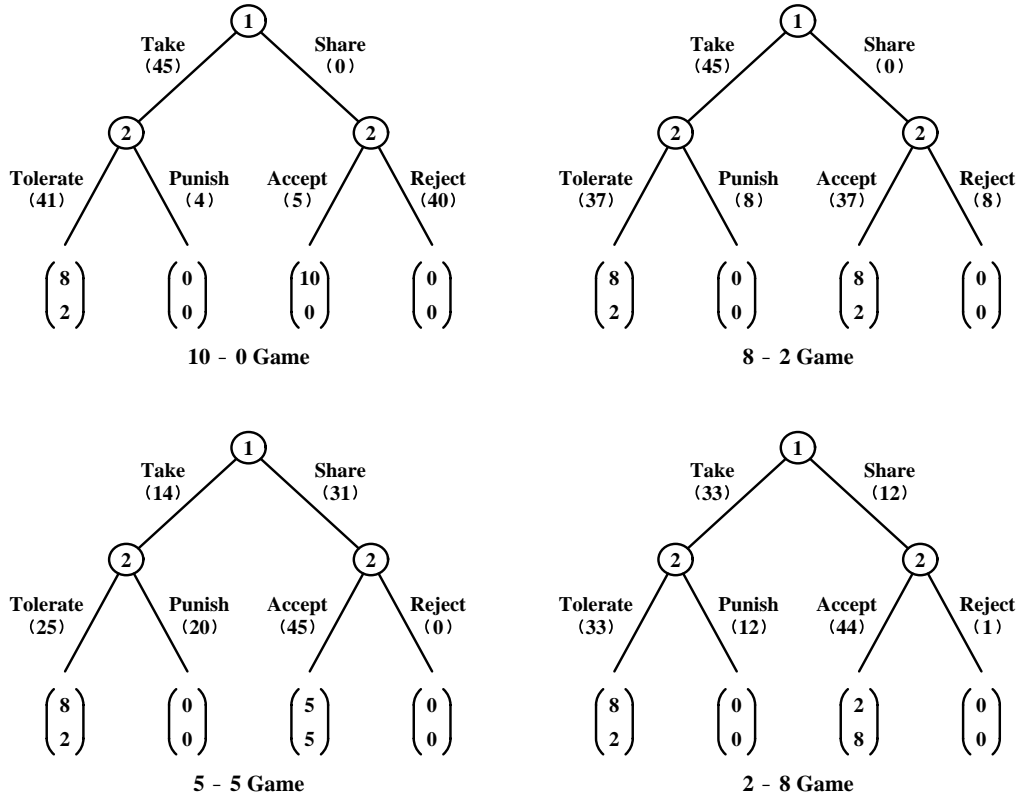 1
Take Share
(45) (0)
2 2
Tolerate Punish Accept Reject
(41) (4) (5) (40)
8 0 10 0
2 0 0 0
10 - 0 Game
1
Take Share
(45) (0)
2 2
Tolerate Punish Accept Reject
(37) (8) (37) (8)
8 0 8 0
2 0 2 0
8 - 2 Game
1
Take Share
(14) (31)
2 2
Tolerate Punish Accept Reject
(25) (20) (45) (0)
8 0 5 0
2 0 5 0
5 - 5 Game
1
Take Share
(33) (12)
2 2
Tolerate Punish Accept Reject
(33) (12) (44) (1)
8 0 2 0
2 0 8 0
2 - 8 Game